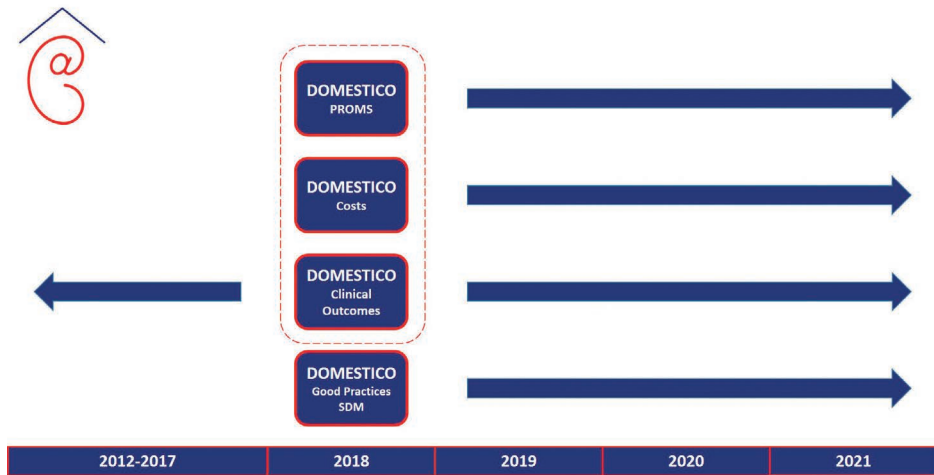 @
DOMESTICO
PROMS
DOMESTICO
Costs
DOMESTICO
Clinical
Outcomes
DOMESTICO
Good Practices
SDM
2012-2017 2018 2019 2020 2021